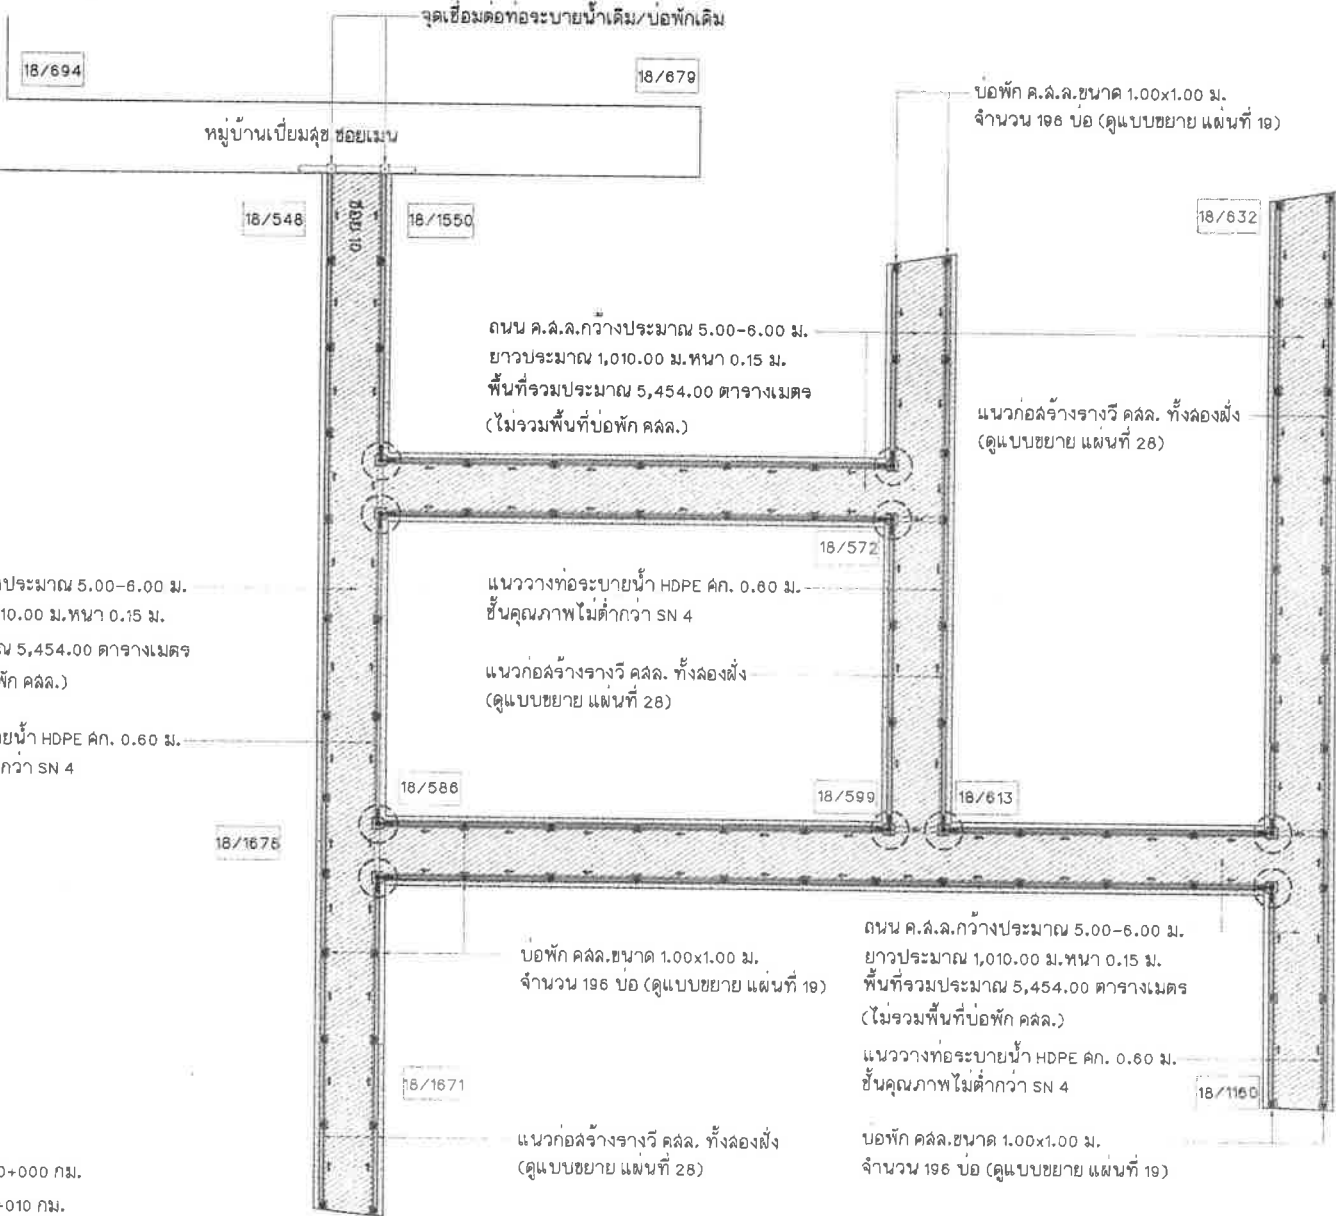 จุดเชื่อมต่อท่อระบายน้ำเดิม/บ่อพักเดิม
18/694
18/679
บ่อพัก ค.ส.ล.ขนาด 1.00x1.00 ม.
จำนวน 196 บ่อ (ดูแบบขยาย แผ่นที่ 19)
หมู่บ้านเปี่ยมสุข ซอยเมน
18/548
ซอย 10
18/1550
18/632
ถนน ค.ส.ล.กว้างประมาณ 5.00-6.00 ม.
ยาวประมาณ 1,010.00 ม.หนา 0.15 ม.
พื้นที่รวมประมาณ 5,454.00 ตารางเมตร
(ไม่รวมพื้นที่บ่อพัก คสล.)
แนวก่อสร้างรางวี คสล. ทั้งสองฝั่ง
(ดูแบบขยาย แผ่นที่ 28)
18/572
ประมาณ 5.00-6.00 ม.
10.00 ม.หนา 0.15 ม.
ณ 5,454.00 ตารางเมตร
พัก คสล.)
แนววางท่อระบายน้ำ HDPE ศก. 0.60 ม.
ชั้นคุณภาพไม่ต่ำกว่า SN 4
แนวก่อสร้างรางวี คสล. ทั้งสองฝั่ง
(ดูแบบขยาย แผ่นที่ 28)
ยน้ำ HDPE ศก. 0.60 ม.
กว่า SN 4
18/586
18/599
18/613
18/1676
บ่อพัก คสล.ขนาด 1.00x1.00 ม.
จำนวน 196 บ่อ (ดูแบบขยาย แผ่นที่ 19)
ถนน ค.ส.ล.กว้างประมาณ 5.00-6.00 ม.
ยาวประมาณ 1,010.00 ม.หนา 0.15 ม.
พื้นที่รวมประมาณ 5,454.00 ตารางเมตร
(ไม่รวมพื้นที่บ่อพัก คสล.)
แนววางท่อระบายน้ำ HDPE ศก. 0.60 ม.
ชั้นคุณภาพไม่ต่ำกว่า SN 4
18/1671
18/1160
แนวก่อสร้างรางวี คสล. ทั้งสองฝั่ง
(ดูแบบขยาย แผ่นที่ 28)
บ่อพัก คสล.ขนาด 1.00x1.00 ม.
จำนวน 196 บ่อ (ดูแบบขยาย แผ่นที่ 19)
0+000 กม.
+010 กม.